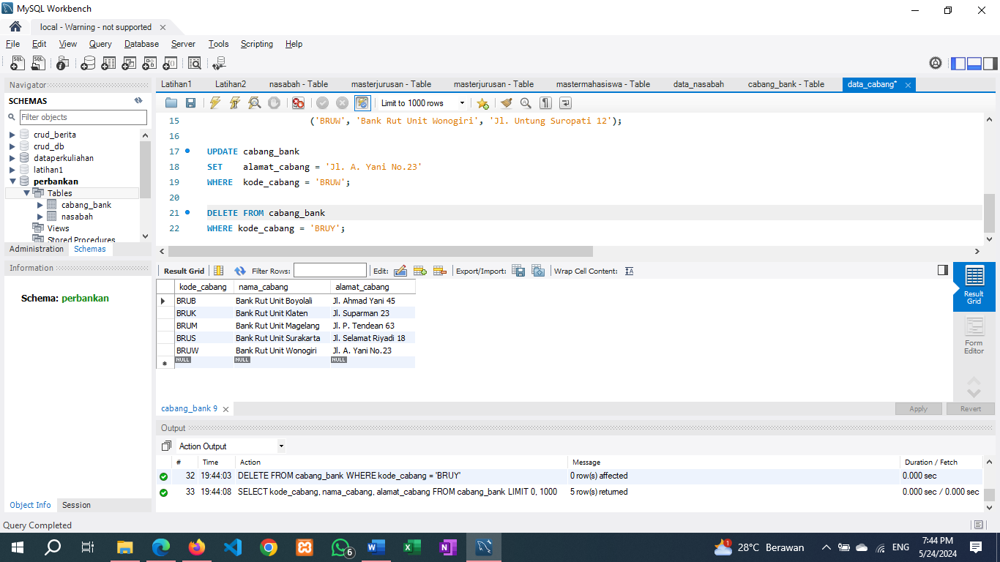 MySQL Workbench
local - Warning - not supported
File Edit View Query Database Server Tools Scripting Help
Navigator
SCHEMAS
Filter objects
crud_berita
crud_db
dataperkuliahan
latihan1
perbankan
Tables
cabang_bank
nasabah
Views
Stored Procedures
Administration Schemas
Information
Schema: perbankan
Object Info Session
Latihan1 Latihan2 nasabah - Table masterjurusan - Table masterjurusan - Table mastermahasiswa - Table data_nasabah cabang_bank - Table data_cabang*
Limit to 1000 rows
15 ('BRUW', 'Bank Rut Unit Wonogiri', 'Jl. Untung Suropati 12');
16
17 UPDATE cabang_bank
18 SET alamat_cabang = 'Jl. A. Yani No.23'
19 WHERE kode_cabang = 'BRUW';
20
21 DELETE FROM cabang_bank
22 WHERE kode_cabang = 'BRUY';
Result Grid Filter Rows: Edit: Export/Import: Wrap Cell Content:
kode_cabang nama_cabang alamat_cabang
BRUB Bank Rut Unit Boyolali Jl. Ahmad Yani 45
BRUK Bank Rut Unit Klaten Jl. Suparman 23
BRUM Bank Rut Unit Magelang Jl. P. Tendean 63
BRUS Bank Rut Unit Surakarta Jl. Selamat Riyadi 18
BRUW Bank Rut Unit Wonogiri Jl. A. Yani No.23
NULL NULL NULL
Result
Grid
Form
Editor
cabang_bank 9
Apply Revert
Output
Action Output
# Time Action Message Duration / Fetch
32 19:44:03 DELETE FROM cabang_bank WHERE kode_cabang = 'BRUY' 0 row(s) affected 0.000 sec
33 19:44:08 SELECT kode_cabang, nama_cabang, alamat_cabang FROM cabang_bank LIMIT 0, 1000 5 row(s) returned 0.000 sec / 0.000 sec
Query Completed
6
1
28°C Berawan
ENG
7:44 PM
5/24/2024